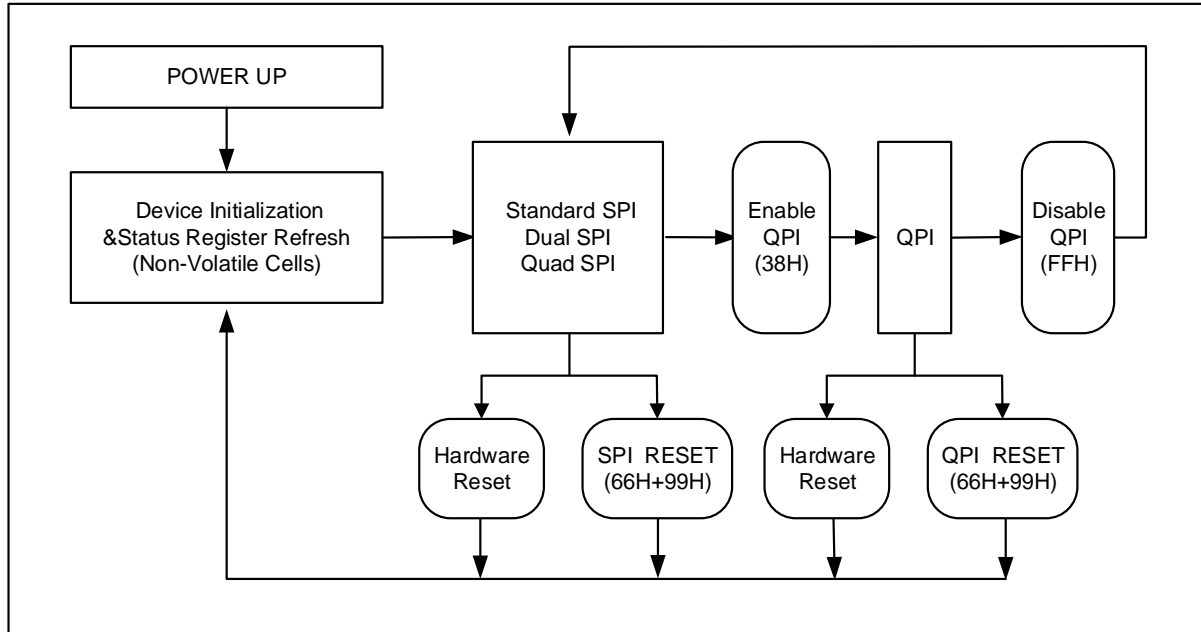 POWER UP
Device Initialization
&Status Register Refresh
(Non-Volatile Cells)
Standard SPI
Dual SPI
Quad SPI
Enable
QPI
(38H)
QPI
Disable
QPI
(FFH)
Hardware
Reset
SPI RESET
(66H+99H)
Hardware
Reset
QPI RESET
(66H+99H)